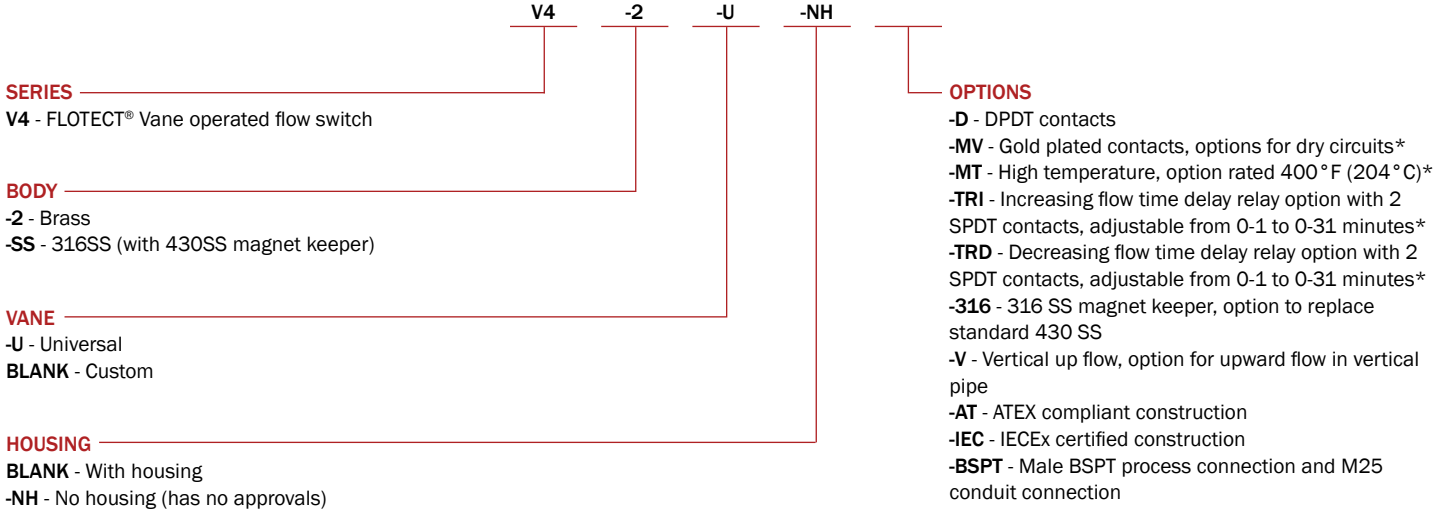 V4 -2 -U -NH
SERIES
V4 - FLOTECT® Vane operated flow switch
BODY
-2 - Brass
-SS - 316SS (with 430SS magnet keeper)
VANE
-U - Universal
BLANK - Custom
HOUSING
BLANK - With housing
-NH - No housing (has no approvals)
OPTIONS
-D - DPDT contacts
-MV - Gold plated contacts, options for dry circuits*
-MT - High temperature, option rated 400°F (204°C)*
-TRI - Increasing flow time delay relay option with 2
SPDT contacts, adjustable from 0-1 to 0-31 minutes*
-TRD - Decreasing flow time delay relay option with 2
SPDT contacts, adjustable from 0-1 to 0-31 minutes*
-316 - 316 SS magnet keeper, option to replace
standard 430 SS
-V - Vertical up flow, option for upward flow in vertical
pipe
-AT - ATEX compliant construction
-IEC - IECEx certified construction
-BSPT - Male BSPT process connection and M25
conduit connection